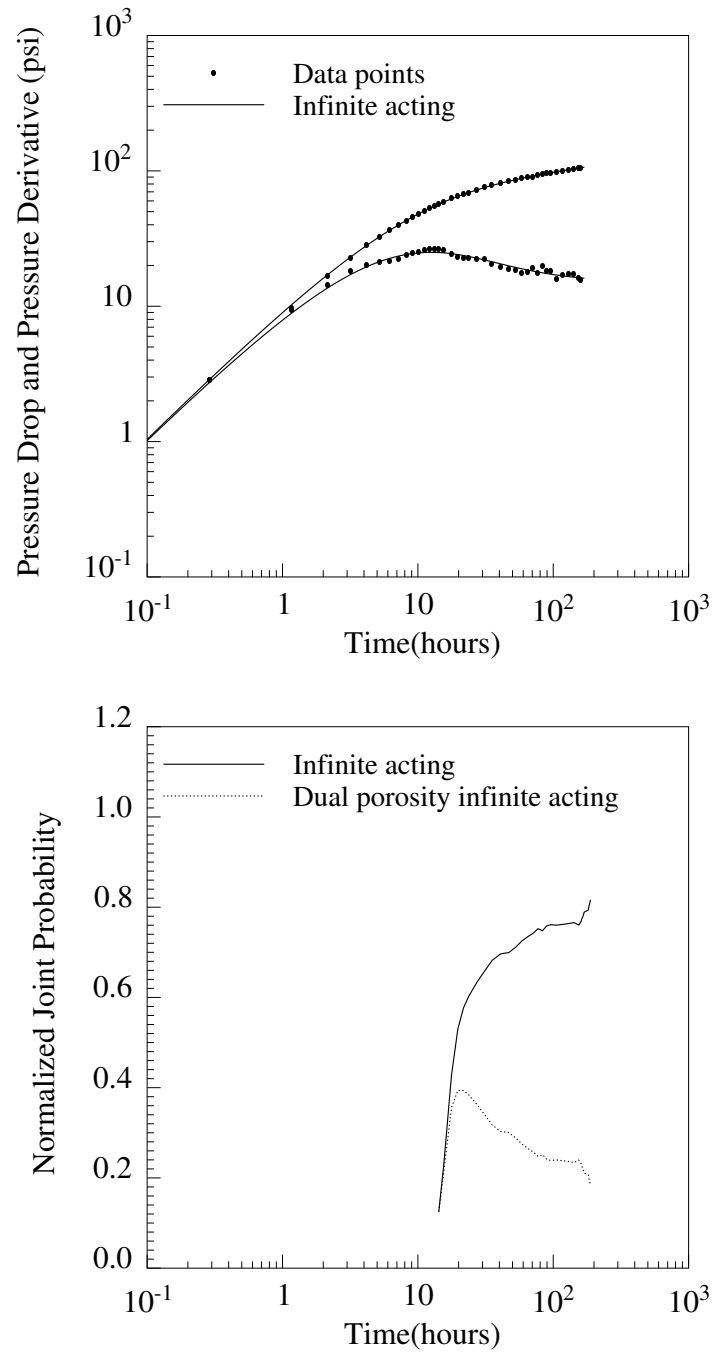 Pressure Drop and Pressure Derivative (psi)
10^3
10^2
10
1
10^-1
Data points
Infinite acting
10^-1
1
10
10^2
10^3
Time(hours)
Normalized Joint Probability
1.2
1.0
0.8
0.6
0.4
0.2
0.0
Infinite acting
Dual porosity infinite acting
10^-1
1
10
10^2
10^3
Time(hours)